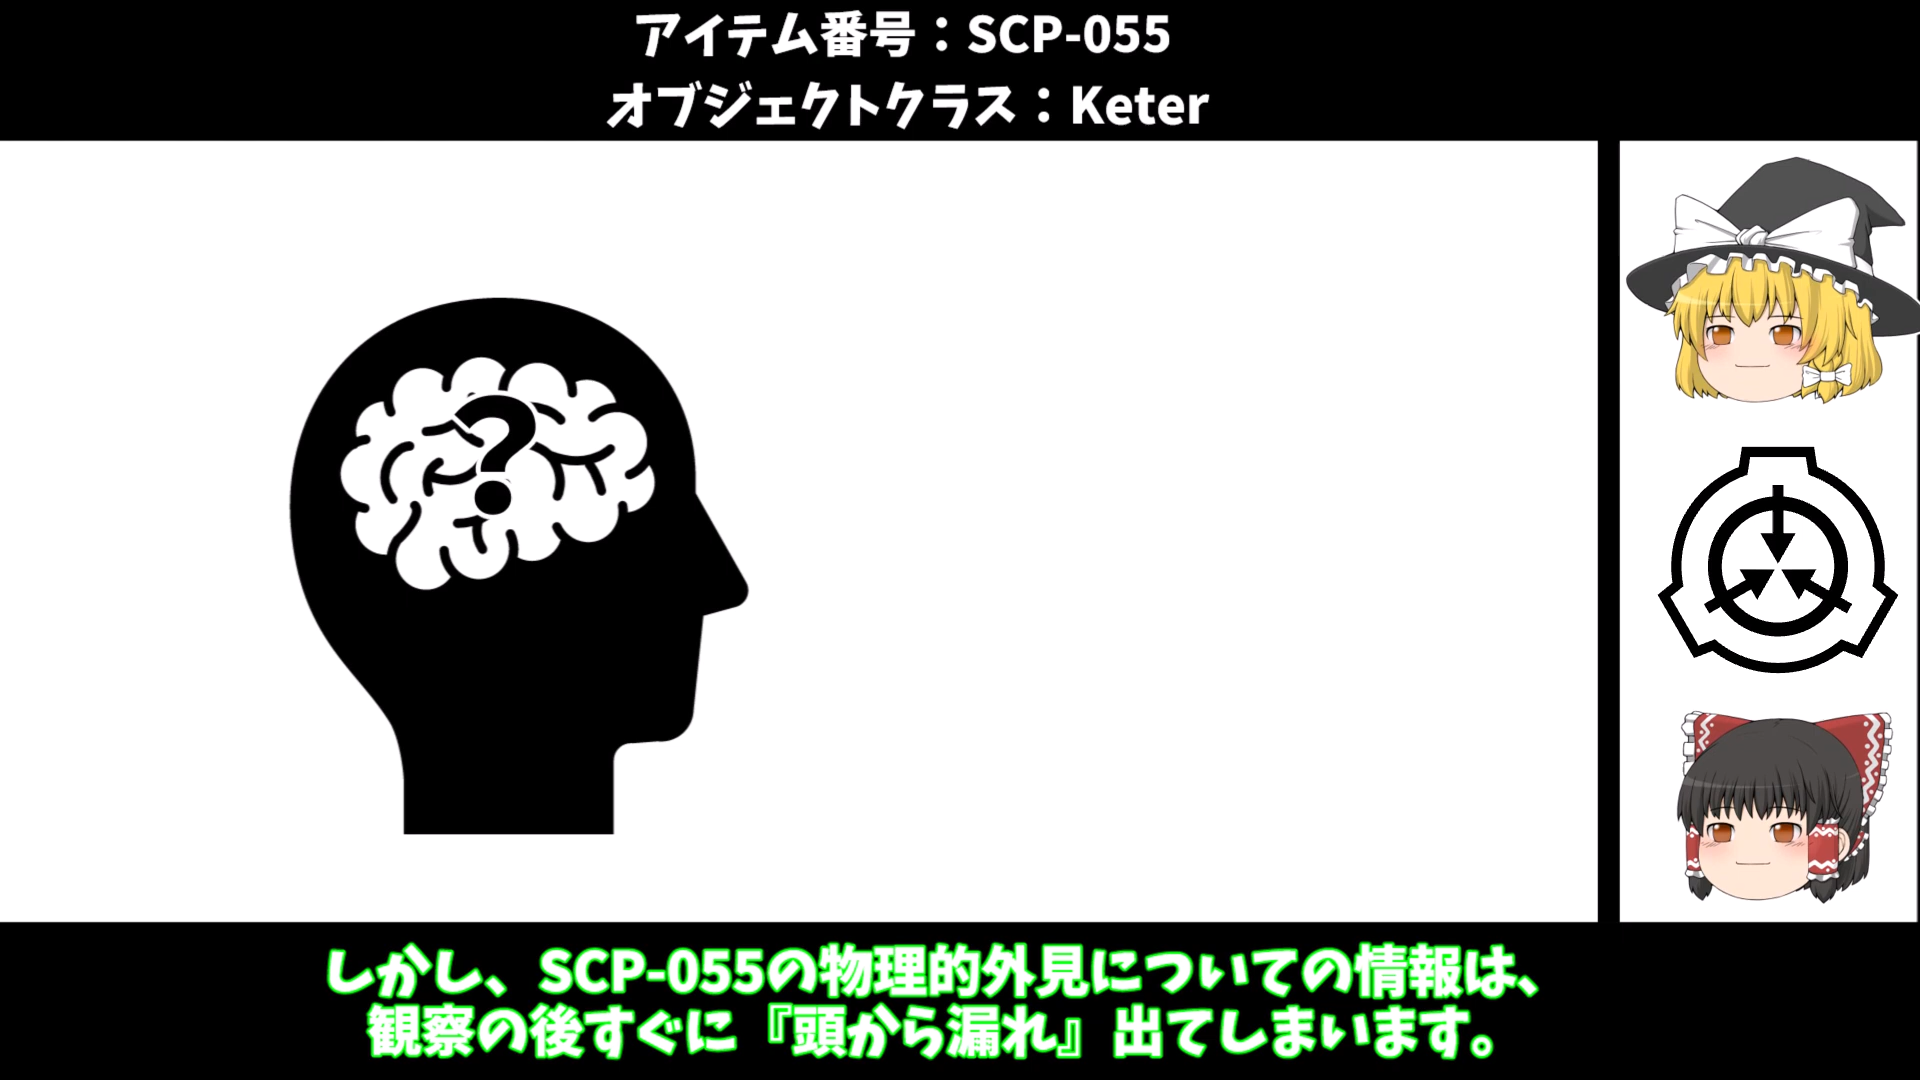 アイテム番号：SCP-055
オブジェクトクラス：Keter
?
しかし、SCP-055の物理的外見についての情報は、
観察の後すぐに『頭から漏れ』出てしまいます。